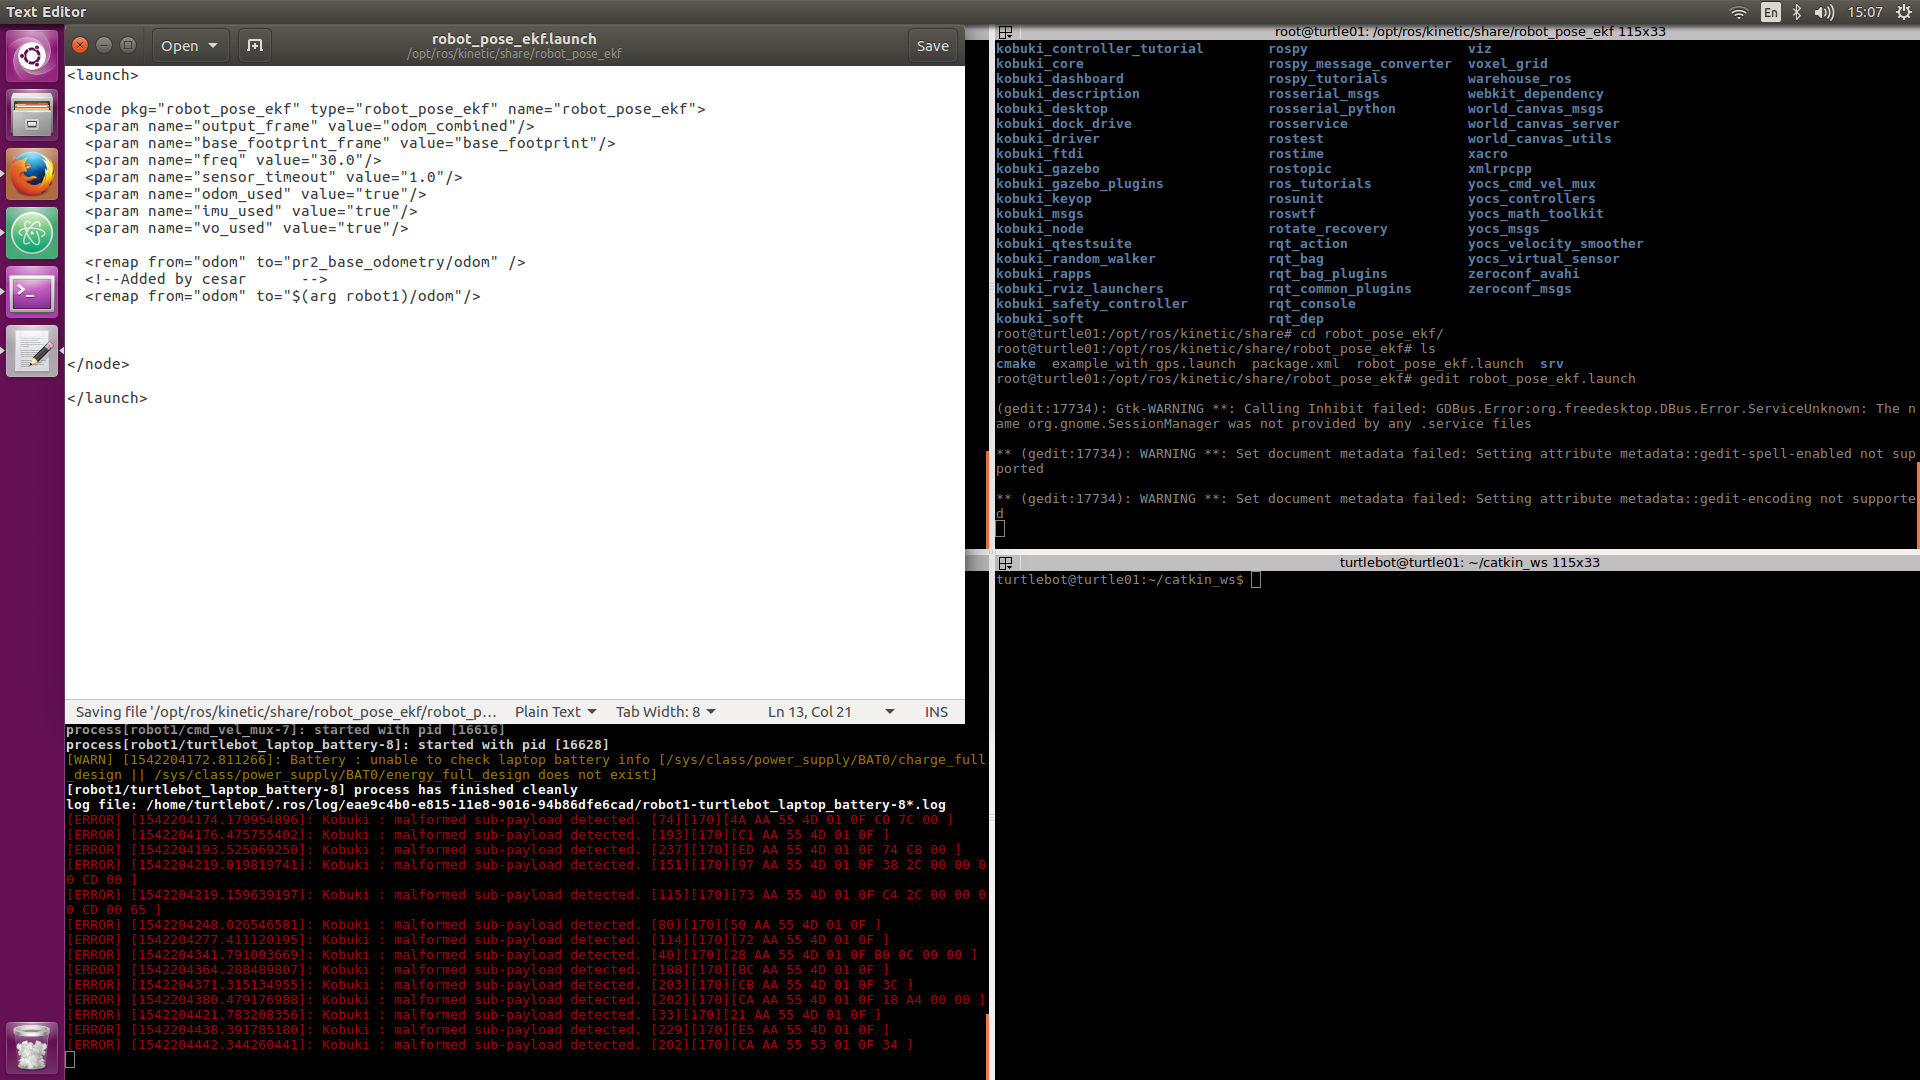 Text Editor
En
15:07
Open
robot_pose_ekf.launch
/opt/ros/kinetic/share/robot_pose_ekf
Save
<launch>
<node pkg="robot_pose_ekf" type="robot_pose_ekf" name="robot_pose_ekf">
<param name="output_frame" value="odom_combined"/>
<param name="base_footprint_frame" value="base_footprint"/>
<param name="freq" value="30.0"/>
<param name="sensor_timeout" value="1.0"/>
<param name="odom_used" value="true"/>
<param name="imu_used" value="true"/>
<param name="vo_used" value="true"/>
<remap from="odom" to="pr2_base_odometry/odom" />
<!--Added by cesar      -->
<remap from="odom" to="$(arg robot1)/odom"/>
</node>
</launch>
Saving file '/opt/ros/kinetic/share/robot_pose_ekf/robot_p…
Plain Text
Tab Width: 8
Ln 13, Col 21
INS
process[robot1/cmd_vel_mux-7]: started with pid [16616]
process[robot1/turtlebot_laptop_battery-8]: started with pid [16628]
[WARN] [1542204172.811266]: Battery : unable to check laptop battery info [/sys/class/power_supply/BAT0/charge_full
_design || /sys/class/power_supply/BAT0/energy_full_design does not exist]
[robot1/turtlebot_laptop_battery-8] process has finished cleanly
log file: /home/turtlebot/.ros/log/eae9c4b0-e815-11e8-9016-94b86dfe6cad/robot1-turtlebot_laptop_battery-8*.log
[ERROR] [1542204174.179954896]: Kobuki : malformed sub-payload detected. [74][170][4A AA 55 4D 01 0F C0 7C 00 ]
[ERROR] [1542204176.475755402]: Kobuki : malformed sub-payload detected. [193][170][C1 AA 55 4D 01 0F ]
[ERROR] [1542204193.525069250]: Kobuki : malformed sub-payload detected. [237][170][ED AA 55 4D 01 0F 74 C8 00 ]
[ERROR] [1542204219.019819741]: Kobuki : malformed sub-payload detected. [151][170][97 AA 55 4D 01 0F 38 2C 00 00 0
0 CD 00 ]
[ERROR] [1542204219.159639197]: Kobuki : malformed sub-payload detected. [115][170][73 AA 55 4D 01 0F C4 2C 00 00 0
0 CD 00 65 ]
[ERROR] [1542204248.026546581]: Kobuki : malformed sub-payload detected. [80][170][50 AA 55 4D 01 0F ]
[ERROR] [1542204277.411120195]: Kobuki : malformed sub-payload detected. [114][170][72 AA 55 4D 01 0F ]
[ERROR] [1542204341.791003669]: Kobuki : malformed sub-payload detected. [40][170][28 AA 55 4D 01 0F B0 0C 00 00 ]
[ERROR] [1542204364.288489807]: Kobuki : malformed sub-payload detected. [188][170][BC AA 55 4D 01 0F ]
[ERROR] [1542204371.315134955]: Kobuki : malformed sub-payload detected. [203][170][CB AA 55 4D 01 0F 3C ]
[ERROR] [1542204380.479176988]: Kobuki : malformed sub-payload detected. [202][170][CA AA 55 4D 01 0F 18 A4 00 00 ]
[ERROR] [1542204421.783208356]: Kobuki : malformed sub-payload detected. [33][170][21 AA 55 4D 01 0F ]
[ERROR] [1542204438.391785180]: Kobuki : malformed sub-payload detected. [229][170][E5 AA 55 4D 01 0F ]
[ERROR] [1542204442.344260441]: Kobuki : malformed sub-payload detected. [202][170][CA AA 55 53 01 0F 34 ]
root@turtle01: /opt/ros/kinetic/share/robot_pose_ekf 115x33
kobuki_controller_tutorial rospy viz
kobuki_core rospy_message_converter voxel_grid
kobuki_dashboard rospy_tutorials warehouse_ros
kobuki_description rosserial_msgs webkit_dependency
kobuki_desktop rosserial_python world_canvas_msgs
kobuki_dock_drive rosservice world_canvas_server
kobuki_driver rostest world_canvas_utils
kobuki_ftdi rostime xacro
kobuki_gazebo rostopic xmlrpcpp
kobuki_gazebo_plugins ros_tutorials yocs_cmd_vel_mux
kobuki_keyop rosunit yocs_controllers
kobuki_msgs roswtf yocs_math_toolkit
kobuki_node rotate_recovery yocs_msgs
kobuki_qtestsuite rqt_action yocs_velocity_smoother
kobuki_random_walker rqt_bag yocs_virtual_sensor
kobuki_rapps rqt_bag_plugins zeroconf_avahi
kobuki_rviz_launchers rqt_common_plugins zeroconf_msgs
kobuki_safety_controller rqt_console
kobuki_soft rqt_dep
root@turtle01:/opt/ros/kinetic/share# cd robot_pose_ekf/
root@turtle01:/opt/ros/kinetic/share/robot_pose_ekf# ls
cmake example_with_gps.launch package.xml robot_pose_ekf.launch srv
root@turtle01:/opt/ros/kinetic/share/robot_pose_ekf# gedit robot_pose_ekf.launch
(gedit:17734): Gtk-WARNING **: Calling Inhibit failed: GDBus.Error:org.freedesktop.DBus.Error.ServiceUnknown: The n
ame org.gnome.SessionManager was not provided by any .service files
** (gedit:17734): WARNING **: Set document metadata failed: Setting attribute metadata::gedit-spell-enabled not sup
ported
** (gedit:17734): WARNING **: Set document metadata failed: Setting attribute metadata::gedit-encoding not supporte
d
turtlebot@turtle01: ~/catkin_ws 115x33
turtlebot@turtle01:~/catkin_ws$